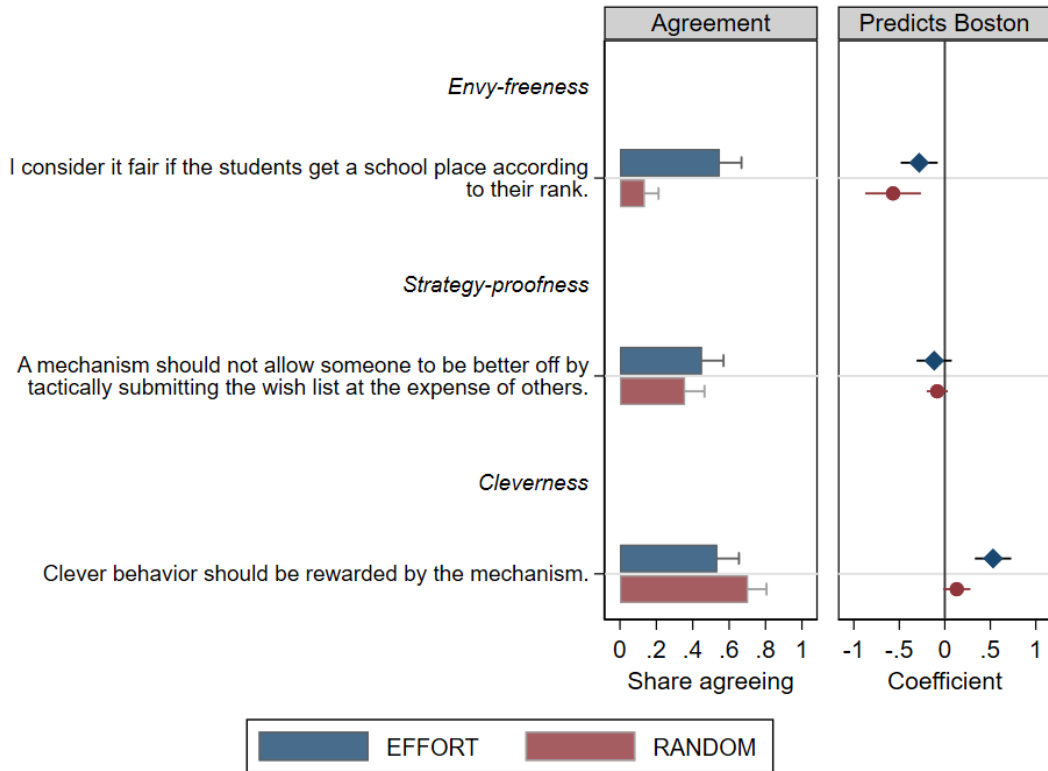 Agreement
Predicts Boston
Envy-freeness
I consider it fair if the students get a school place according
to their rank.
Strategy-proofness
A mechanism should not allow someone to be better off by
tactically submitting the wish list at the expense of others.
Cleverness
Clever behavior should be rewarded by the mechanism.
0 .2 .4 .6 .8 1
-1 -.5 0 .5 1
Share agreeing
Coefficient
EFFORT
RANDOM